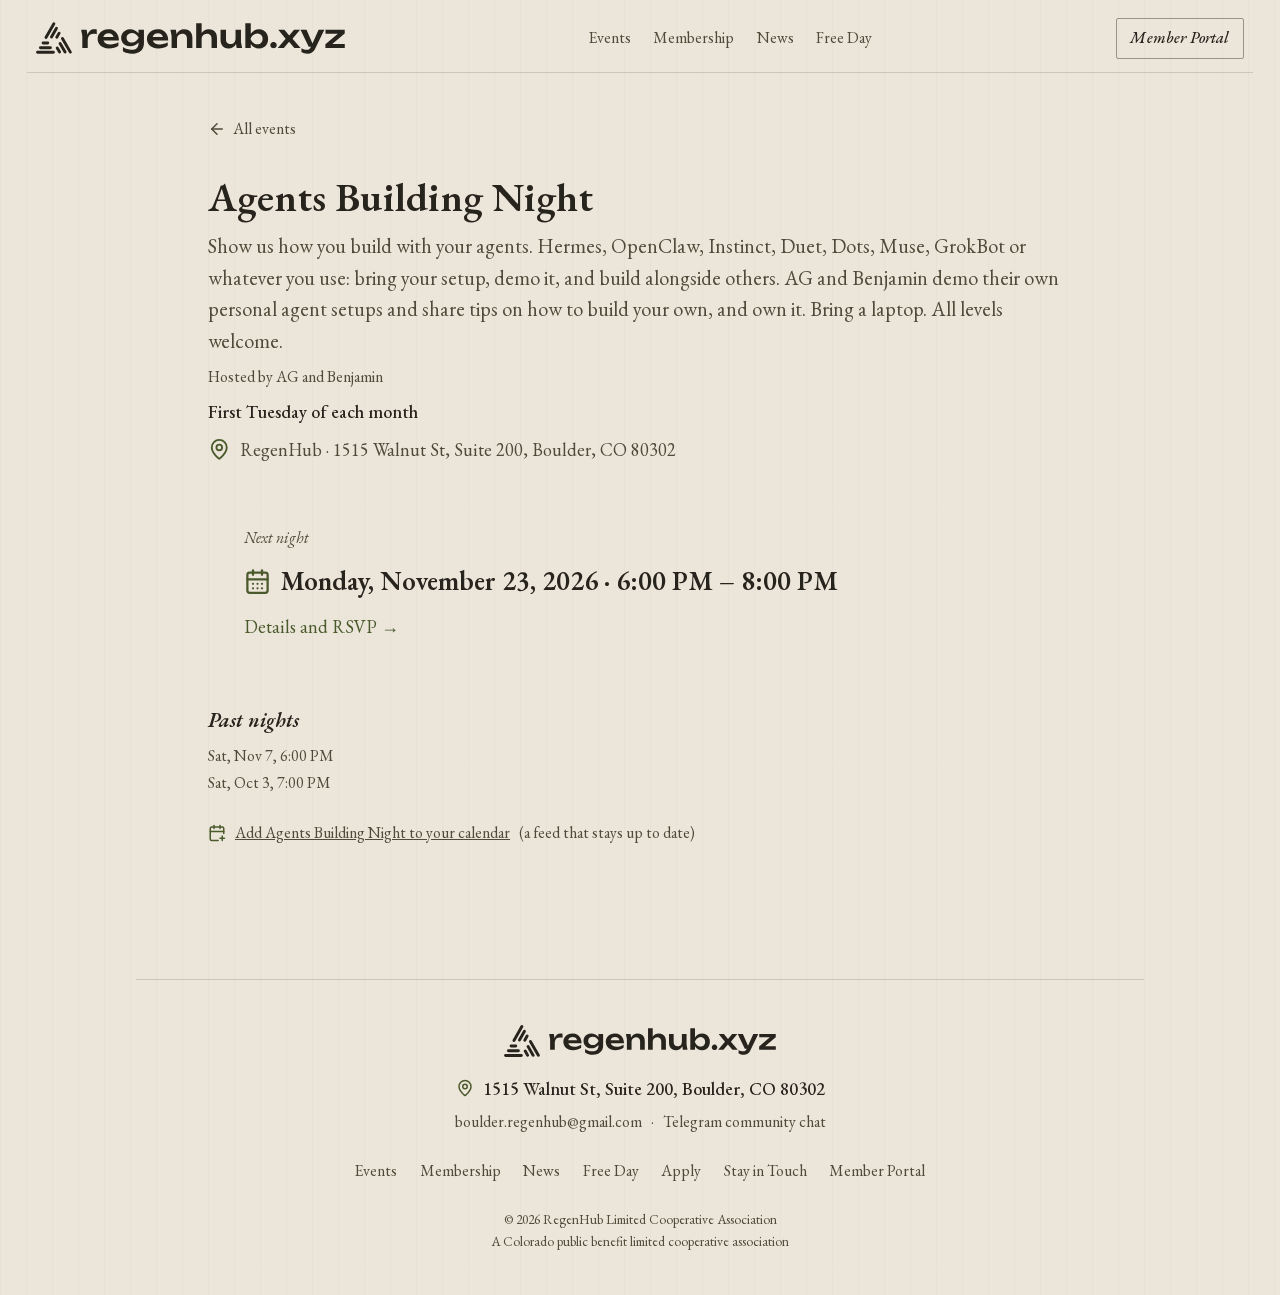 regenhub.xyz
Events Membership News Free Day
Member Portal
← All events
Agents Building Night
Show us how you build with your agents. Hermes, OpenClaw, Instinct, Duet, Dots, Muse, GrokBot or
whatever you use: bring your setup, demo it, and build alongside others. AG and Benjamin demo their own
personal agent setups and share tips on how to build your own, and own it. Bring a laptop. All levels
welcome.
Hosted by AG and Benjamin
First Tuesday of each month
RegenHub · 1515 Walnut St, Suite 200, Boulder, CO 80302
Next night
Monday, November 23, 2026 · 6:00 PM – 8:00 PM
Details and RSVP →
Past nights
Sat, Nov 7, 6:00 PM
Sat, Oct 3, 7:00 PM
Add Agents Building Night to your calendar (a feed that stays up to date)
regenhub.xyz
1515 Walnut St, Suite 200, Boulder, CO 80302
boulder.regenhub@gmail.com · Telegram community chat
Events Membership News Free Day Apply Stay in Touch Member Portal
© 2026 RegenHub Limited Cooperative Association
A Colorado public benefit limited cooperative association